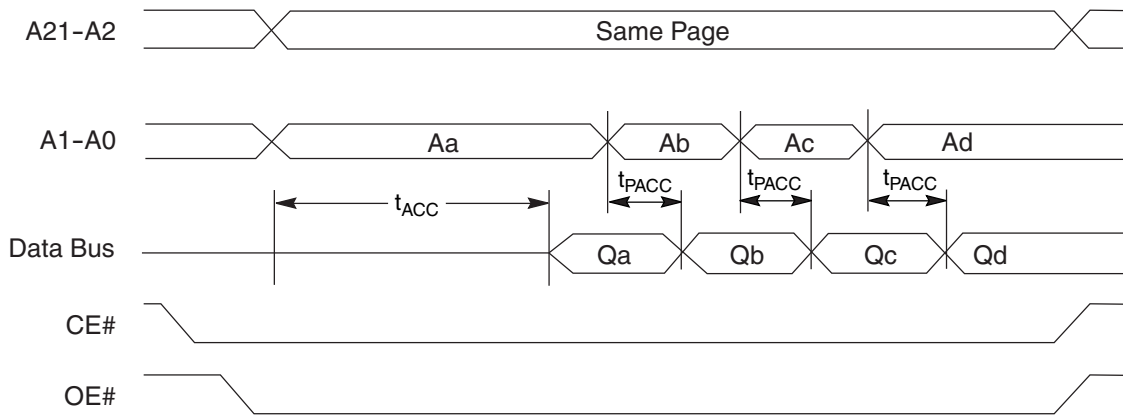 A21–A2 Same Page
A1–A0 Aa Ab Ac Ad
tACC tPACC tPACC tPACC
Data Bus Qa Qb Qc Qd
CE#
OE#